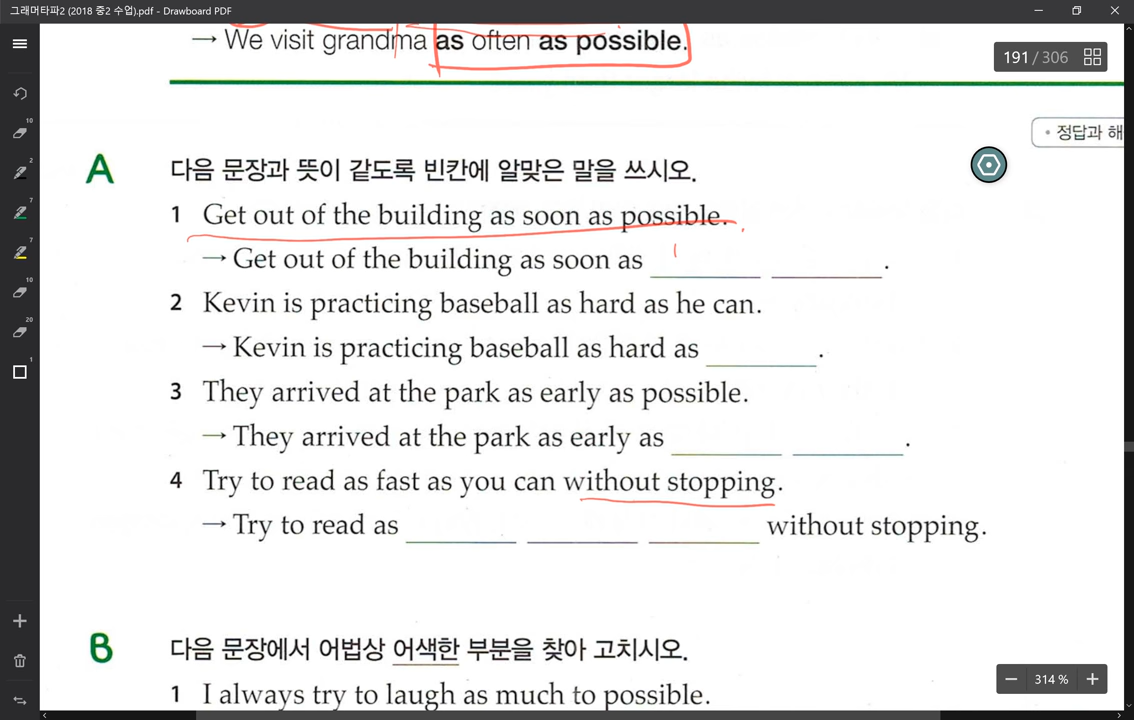 그래머타파2 (2018 중2 수업).pdf - Drawboard PDF
→ We visit grandma as often as possible.
191 / 306
• 정답과 해
A 다음 문장과 뜻이 같도록 빈칸에 알맞은 말을 쓰시오.
1 Get out of the building as soon as possible.
→ Get out of the building as soon as ______ ______.
2 Kevin is practicing baseball as hard as he can.
→ Kevin is practicing baseball as hard as ______.
3 They arrived at the park as early as possible.
→ They arrived at the park as early as ______ ______.
4 Try to read as fast as you can without stopping.
→ Try to read as ______ ______ ______ without stopping.
B 다음 문장에서 어법상 어색한 부분을 찾아 고치시오.
1 I always try to laugh as much to possible.
314 %
10
2
7
7
10
20
1